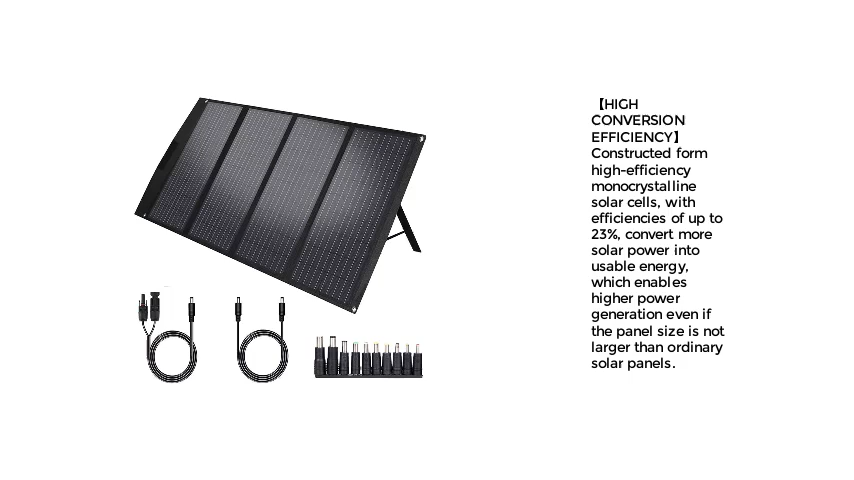 【HIGH
CONVERSION
EFFICIENCY】
Constructed form
high-efficiency
monocrystalline
solar cells, with
efficiencies of up to
23%, convert more
solar power into
usable energy,
which enables
higher power
generation even if
the panel size is not
larger than ordinary
solar panels.